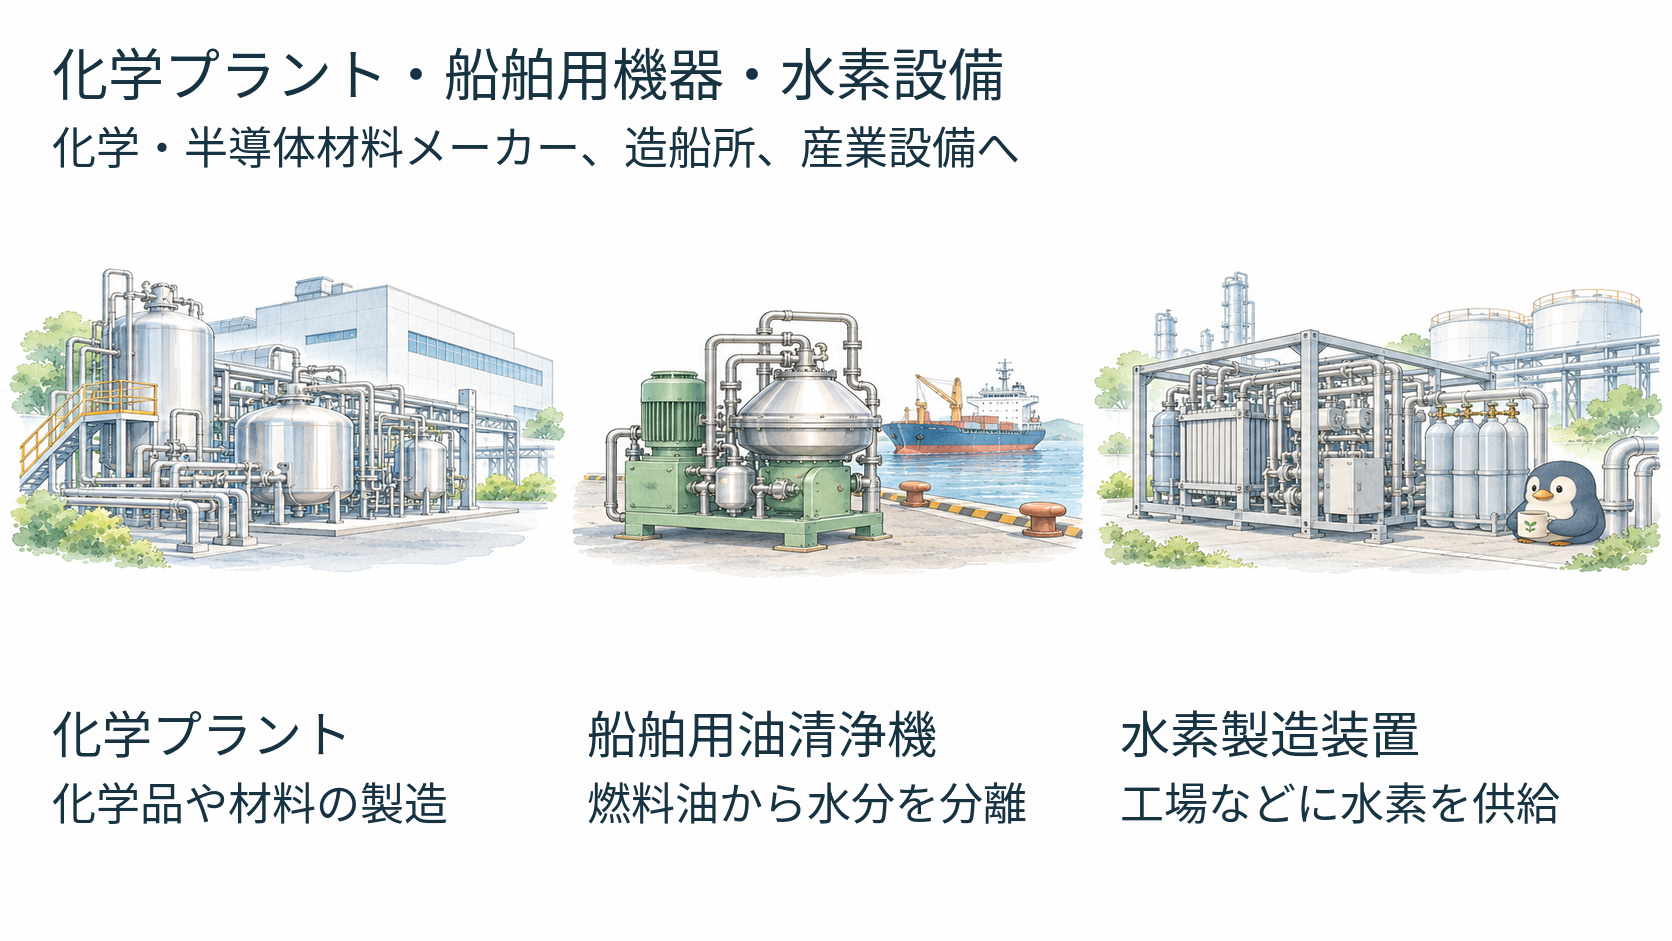 化学プラント・船舶用機器・水素設備
化学・半導体材料メーカー、造船所、産業設備へ
化学プラント
化学品や材料の製造
船舶用油清浄機
燃料油から水分を分離
水素製造装置
工場などに水素を供給